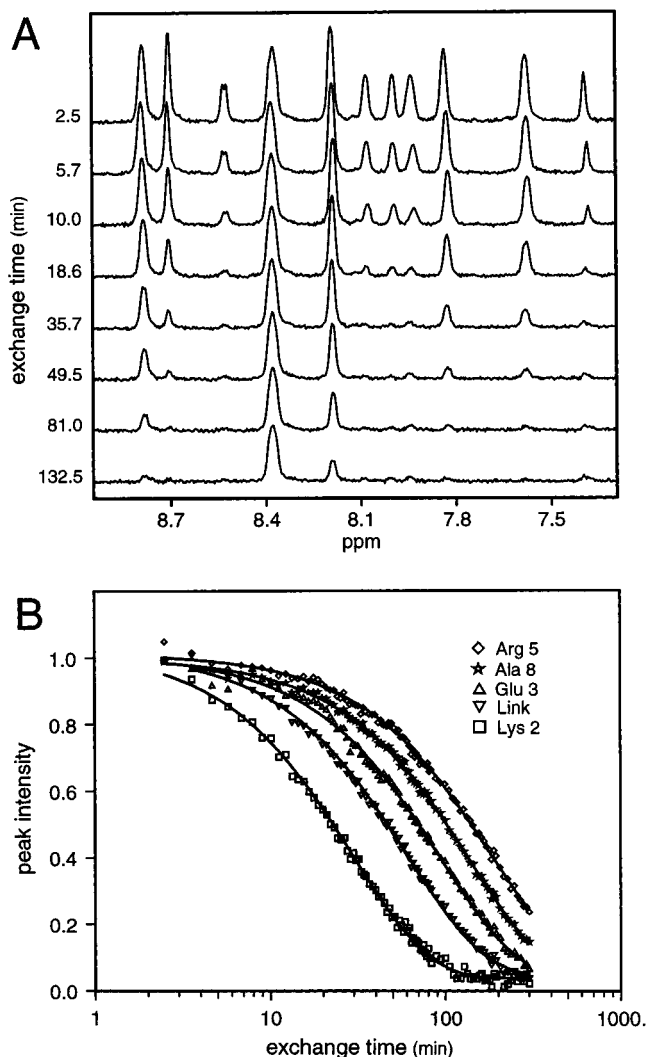 A
exchange time (min)
2.5
5.7
10.0
18.6
35.7
49.5
81.0
132.5
8.7 8.4 8.1 7.8 7.5
ppm
B
peak intensity
1.0
0.8
0.6
0.4
0.2
0.0
Arg 5
Ala 8
Glu 3
Link
Lys 2
1 10 100 1000.
exchange time (min)